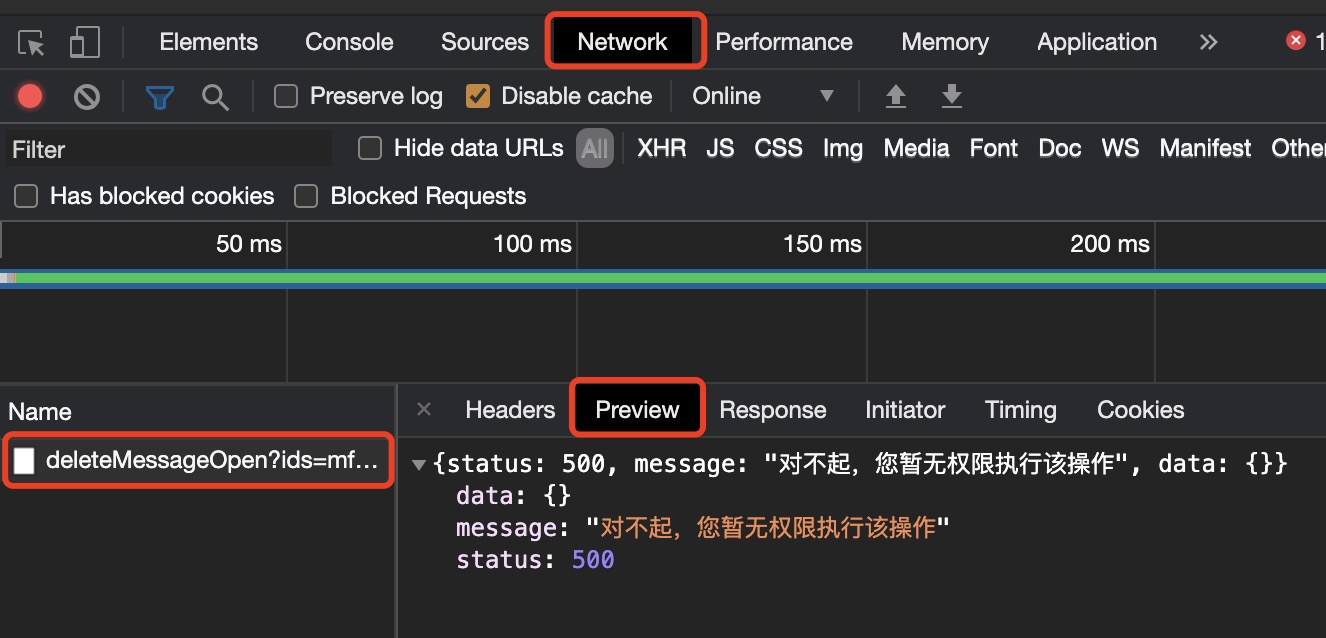 Elements Console Sources Network Performance Memory Application » 1
Preserve log Disable cache Online
Filter Hide data URLs All XHR JS CSS Img Media Font Doc WS Manifest Other
Has blocked cookies Blocked Requests
50 ms 100 ms 150 ms 200 ms
Name × Headers Preview Response Initiator Timing Cookies
deleteMessageOpen?ids=mf...
{status: 500, message: "对不起，您暂无权限执行该操作", data: {}}
data: {}
message: "对不起，您暂无权限执行该操作"
status: 500